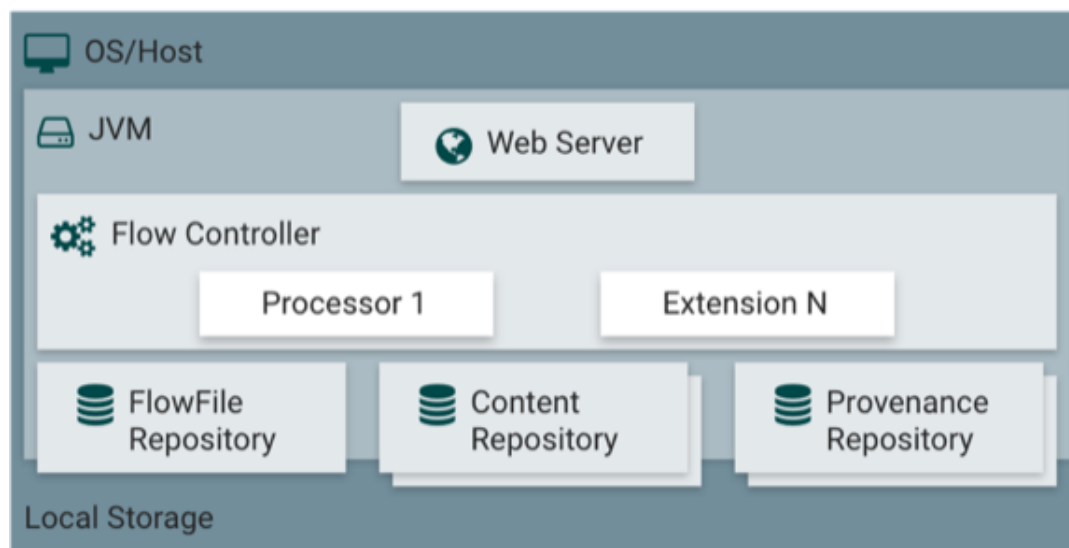 OS/Host
JVM
Web Server
Flow Controller
Processor 1
Extension N
FlowFile
Repository
Content
Repository
Provenance
Repository
Local Storage